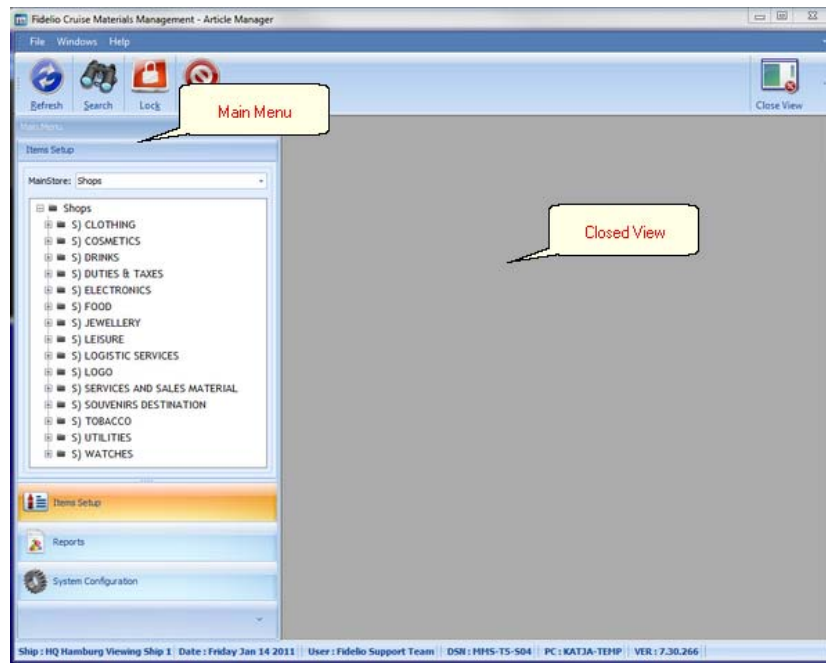 Fidelio Cruise Materials Management - Article Manager
File Windows Help
Refresh Search Lock Close View
Main Menu
Main Menu
Items Setup
MainStore: Shops
Shops
S) CLOTHING
S) COSMETICS
S) DRINKS
S) DUTIES & TAXES
S) ELECTRONICS
S) FOOD
S) JEWELLERY
S) LEISURE
S) LOGISTIC SERVICES
S) LOGO
S) SERVICES AND SALES MATERIAL
S) SOUVENIRS DESTINATION
S) TOBACCO
S) UTILITIES
S) WATCHES
Closed View
Items Setup
Reports
System Configuration
Ship : HQ Hamburg Viewing Ship 1 Date : Friday Jan 14 2011 User : Fidelio Support Team DSN : MMS-T5-S04 PC : KATJA-TEMP VER : 7.30.266